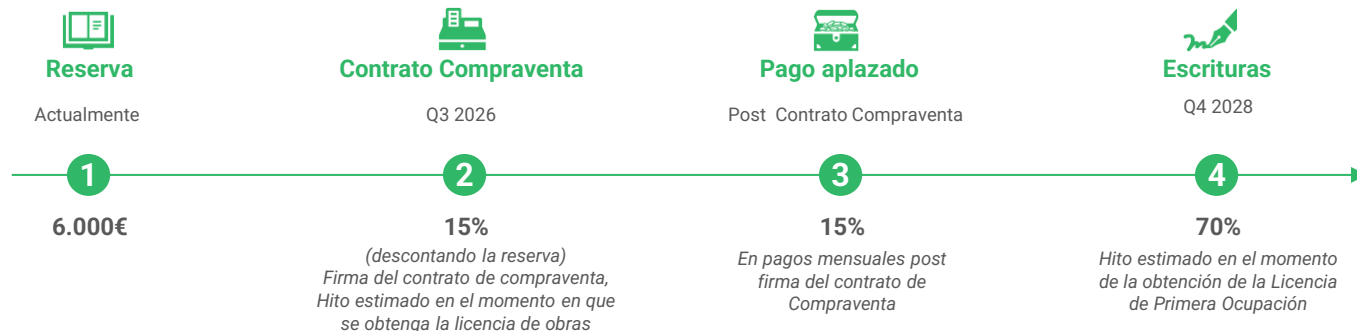 Reserva
Actualmente
1
6.000€
Contrato Compraventa
Q3 2026
2
15%
(descontando la reserva)
Firma del contrato de compraventa,
Hito estimado en el momento en que
se obtenga la licencia de obras
Pago aplazado
Post Contrato Compraventa
3
15%
En pagos mensuales post
firma del contrato de
Compraventa
Escrituras
Q4 2028
4
70%
Hito estimado en el momento
de la obtención de la Licencia
de Primera Ocupación